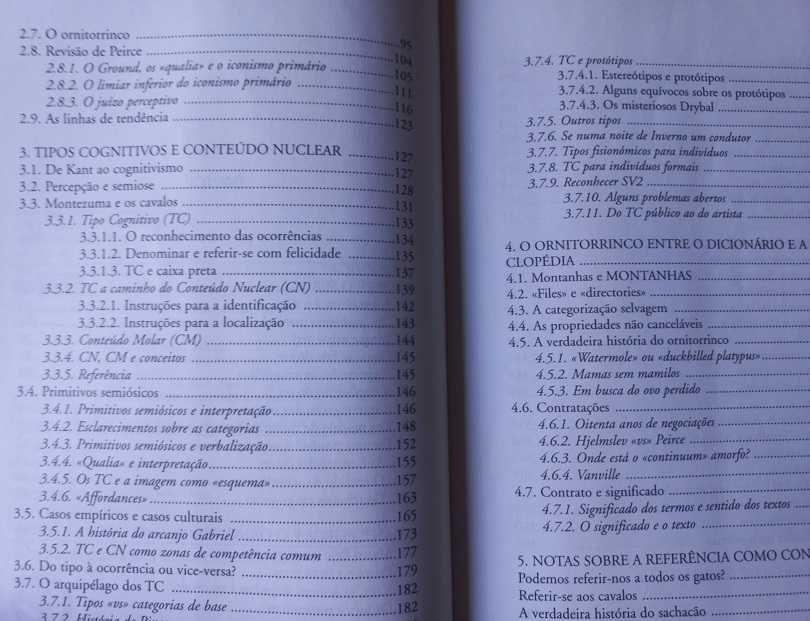 2.7. O ornitorrinco ........ 95
2.8. Revisão de Peirce ........ 104
2.8.1. O Ground, os «qualia» e o iconismo primário ........ 105
2.8.2. O limiar inferior do iconismo primário ........ 111
2.8.3. O juízo perceptivo ........ 116
2.9. As linhas de tendência ........ 123
3. TIPOS COGNITIVOS E CONTEÚDO NUCLEAR ........ 127
3.1. De Kant ao cognitivismo ........ 127
3.2. Percepção e semiose ........ 128
3.3. Montezuma e os cavalos ........ 131
3.3.1. Tipo Cognitivo (TC) ........ 133
3.3.1.1. O reconhecimento das ocorrências ........ 134
3.3.1.2. Denominar e referir-se com felicidade ........ 135
3.3.1.3. TC e caixa preta ........ 137
3.3.2. TC a caminho do Conteúdo Nuclear (CN) ........ 139
3.3.2.1. Instruções para a identificação ........ 142
3.3.2.2. Instruções para a localização ........ 143
3.3.3. Conteúdo Molar (CM) ........ 144
3.3.4. CN, CM e conceitos ........ 145
3.3.5. Referência ........ 145
3.4. Primitivos semiósicos ........ 146
3.4.1. Primitivos semiósicos e interpretação ........ 146
3.4.2. Esclarecimentos sobre as categorias ........ 148
3.4.3. Primitivos semiósicos e verbalização ........ 152
3.4.4. «Qualia» e interpretação ........ 155
3.4.5. Os TC e a imagem como «esquema» ........ 157
3.4.6. «Affordances» ........ 163
3.5. Casos empíricos e casos culturais ........ 165
3.5.1. A história do arcanjo Gabriel ........ 173
3.5.2. TC e CN como zonas de competência comum ........ 177
3.6. Do tipo à ocorrência ou vice-versa? ........ 179
3.7. O arquipélago dos TC ........ 182
3.7.1. Tipos «vs» categorias de base ........ 182
3.7.2. História de
3.7.4. TC e protótipos ........
3.7.4.1. Estereótipos e protótipos ........
3.7.4.2. Alguns equívocos sobre os protótipos ........
3.7.4.3. Os misteriosos Drybal ........
3.7.5. Outros tipos ........
3.7.6. Se numa noite de Inverno um condutor ........
3.7.7. Tipos fisionómicos para indivíduos ........
3.7.8. TC para indivíduos formais ........
3.7.9. Reconhecer SV2 ........
3.7.10. Alguns problemas abertos ........
3.7.11. Do TC público ao do artista ........
4. O ORNITORRINCO ENTRE O DICIONÁRIO E A
CLOPÉDIA ........
4.1. Montanhas e MONTANHAS ........
4.2. «Files» e «directories» ........
4.3. A categorização selvagem ........
4.4. As propriedades não canceláveis ........
4.5. A verdadeira história do ornitorrinco ........
4.5.1. «Watermole» ou «duckbilled platypus» ........
4.5.2. Mamas sem mamilos ........
4.5.3. Em busca do ovo perdido ........
4.6. Contratações ........
4.6.1. Oitenta anos de negociações ........
4.6.2. Hjelmslev «vs» Peirce ........
4.6.3. Onde está o «continuum» amorfo? ........
4.6.4. Vanville ........
4.7. Contrato e significado ........
4.7.1. Significado dos termos e sentido dos textos ........
4.7.2. O significado e o texto ........
5. NOTAS SOBRE A REFERÊNCIA COMO CON
Podemos referir-nos a todos os gatos? ........
Referir-se aos cavalos ........
A verdadeira história do sachacão ........